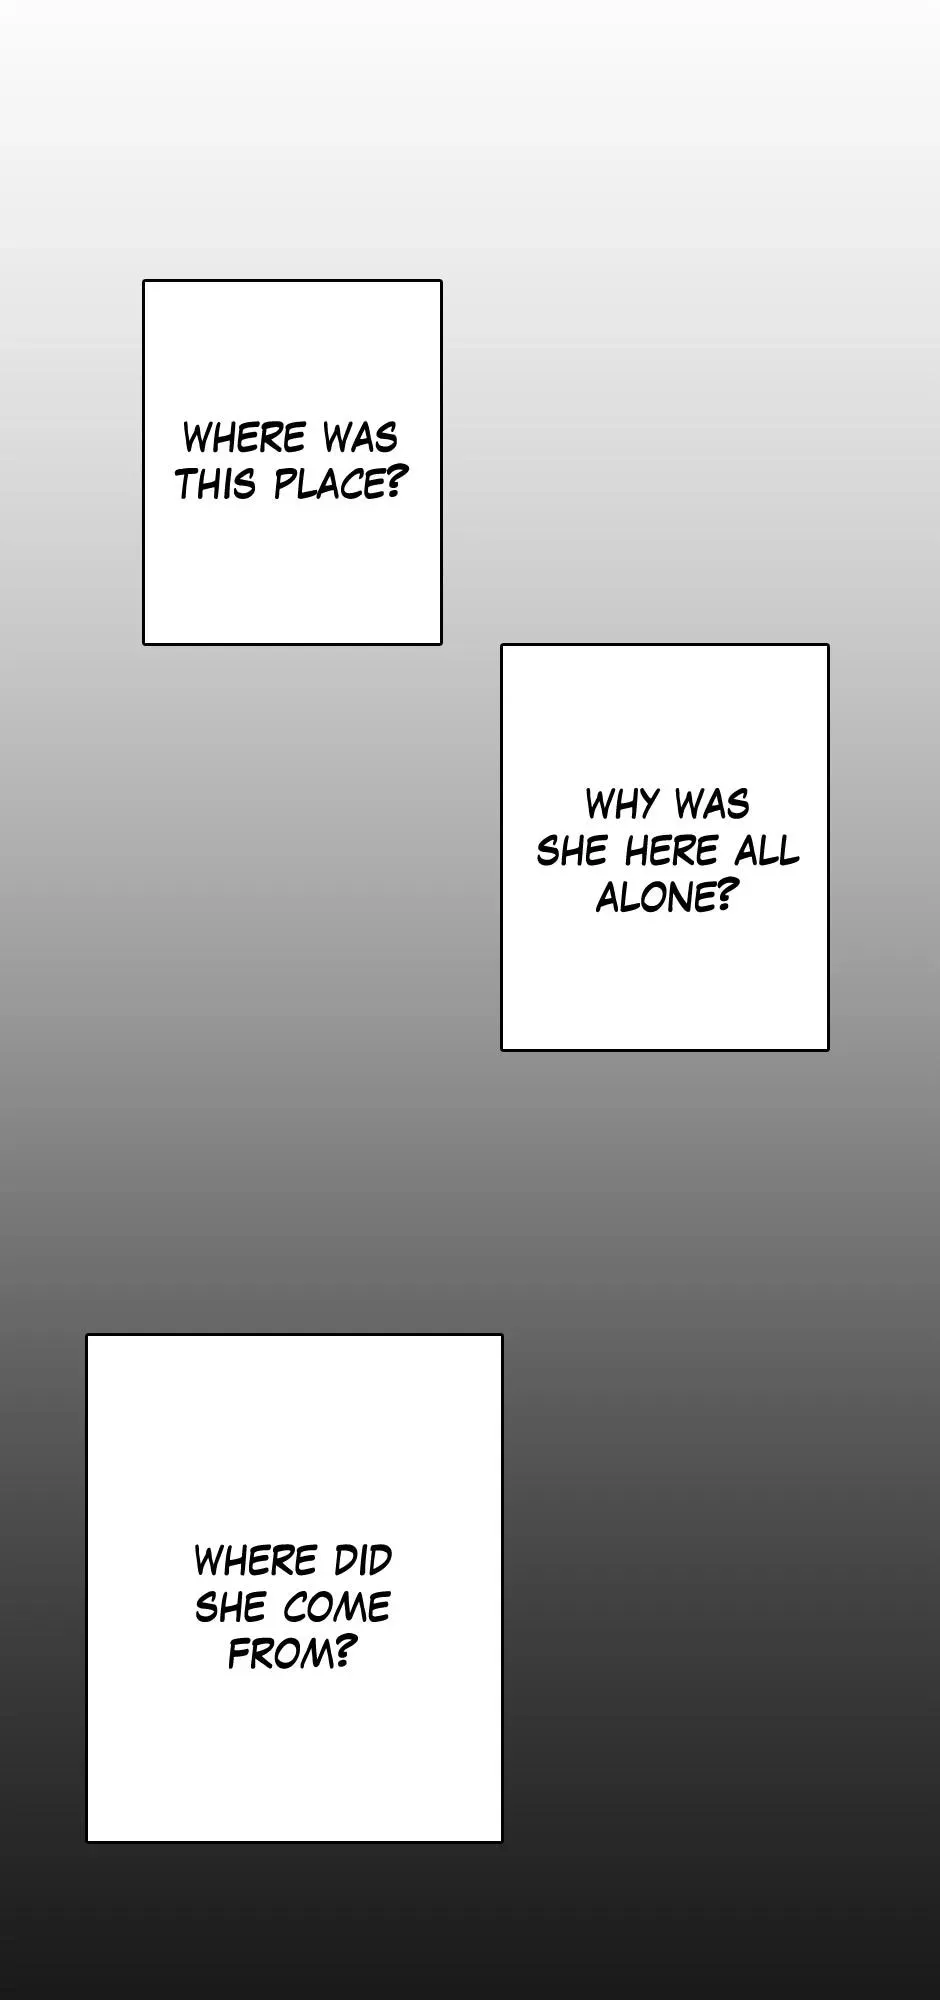 WHERE WAS
THIS PLACE?
WHY WAS
SHE HERE ALL
ALONE?
WHERE DID
SHE COME
FROM?